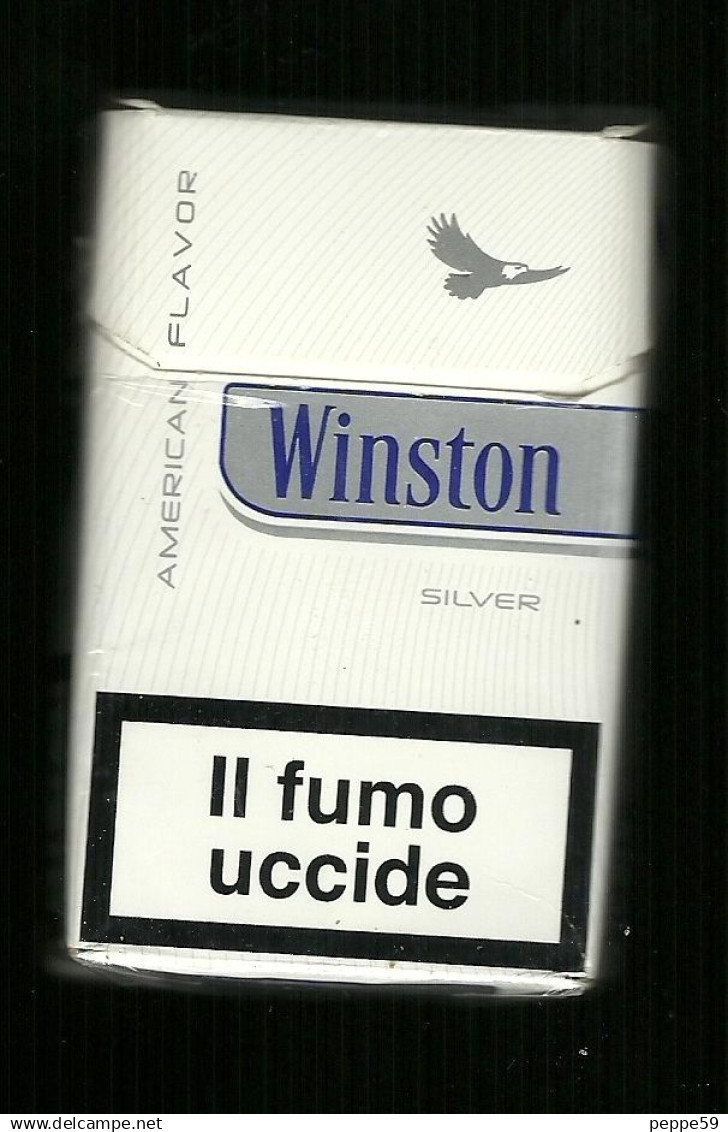 AMERICAN FLAVOR
Winston
SILVER
Il fumo
uccide
www.delcampe.net
peppe59